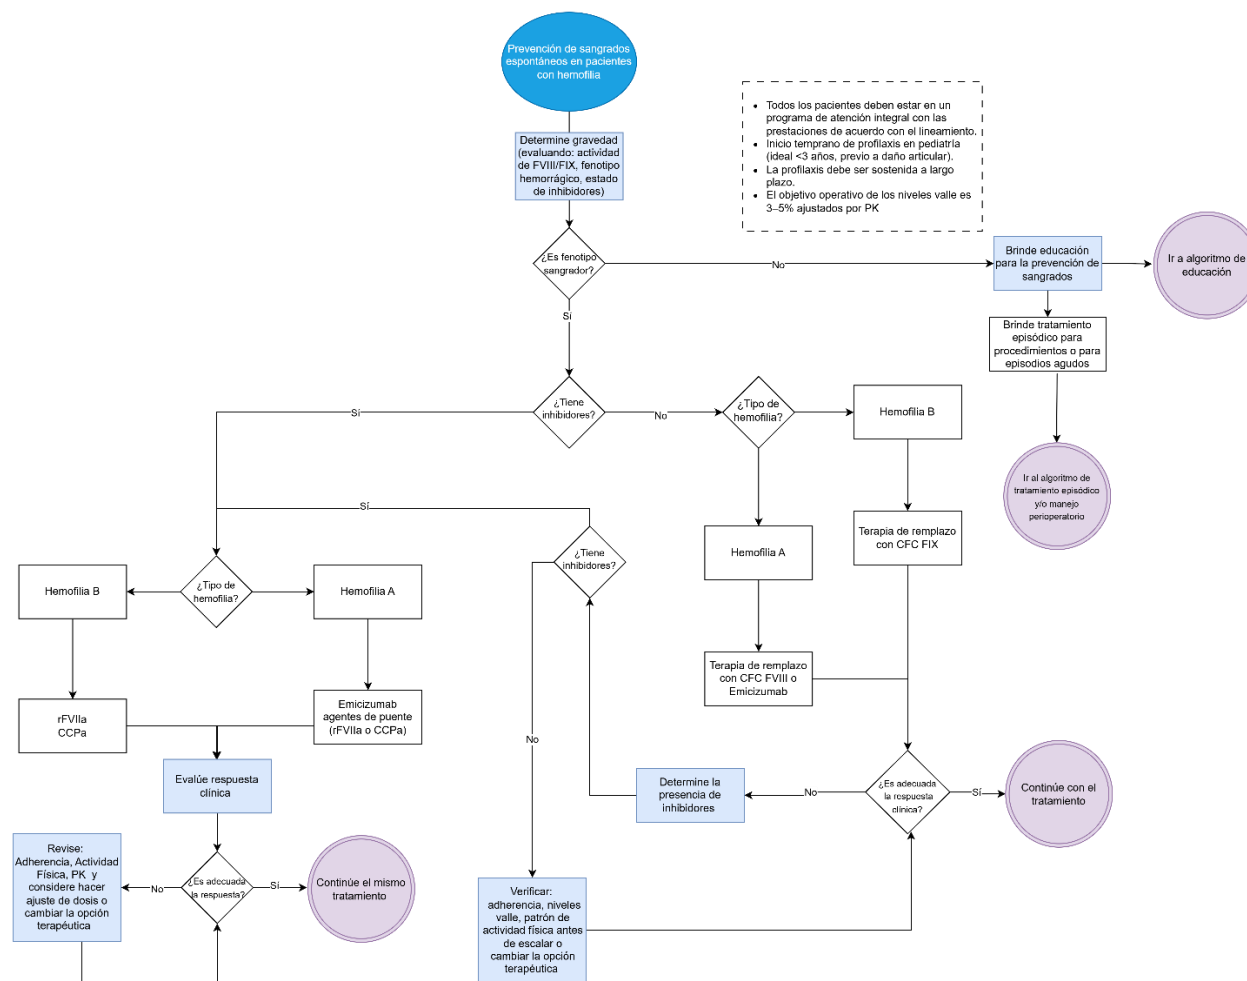 Prevención de sangrados
espontáneos en pacientes
con hemofilia
Determine gravedad
(evaluando: actividad
de FVIII/FIX, fenotipo
hemorrágico, estado
de inhibidores)
• Todos los pacientes deben estar en un
programa de atención integral con las
prestaciones de acuerdo con el lineamiento.
• Inicio temprano de profilaxis en pediatría
(ideal <3 años, previo a daño articular).
• La profilaxis debe ser sostenida a largo
plazo.
• El objetivo operativo de los niveles valle es
3–5% ajustados por PK
¿Es fenotipo
sangrador?
No
Brinde educación
para la prevención de
sangrados
Ir a algoritmo de
educación
Sí
Brinde tratamiento
episódico para
procedimientos o para
episodios agudos
Ir al algoritmo de
tratamiento episódico
y/o manejo
perioperatorio
¿Tiene
inhibidores?
Sí
No
¿Tipo de
hemofilia?
Hemofilia B
Terapia de remplazo
con CFC FIX
Hemofilia A
Terapia de remplazo
con CFC FVIII o
Emicizumab
Sí
¿Tiene
inhibidores?
No
¿Tipo de
hemofilia?
Hemofilia B
Hemofilia A
rFVIIa
CCPa
Emicizumab
agentes de puente
(rFVIIa o CCPa)
Evalúe respuesta
clínica
Determine la
presencia de
inhibidores
No
¿Es adecuada
la respuesta
clínica?
Sí
Continúe con el
tratamiento
Revise:
Adherencia, Actividad
Física, PK y
considere hacer
ajuste de dosis o
cambiar la opción
terapéutica
No
¿Es adecuada
la respuesta?
Sí
Continúe el mismo
tratamiento
Verificar:
adherencia, niveles
valle, patrón de
actividad física antes
de escalar o
cambiar la opción
terapéutica